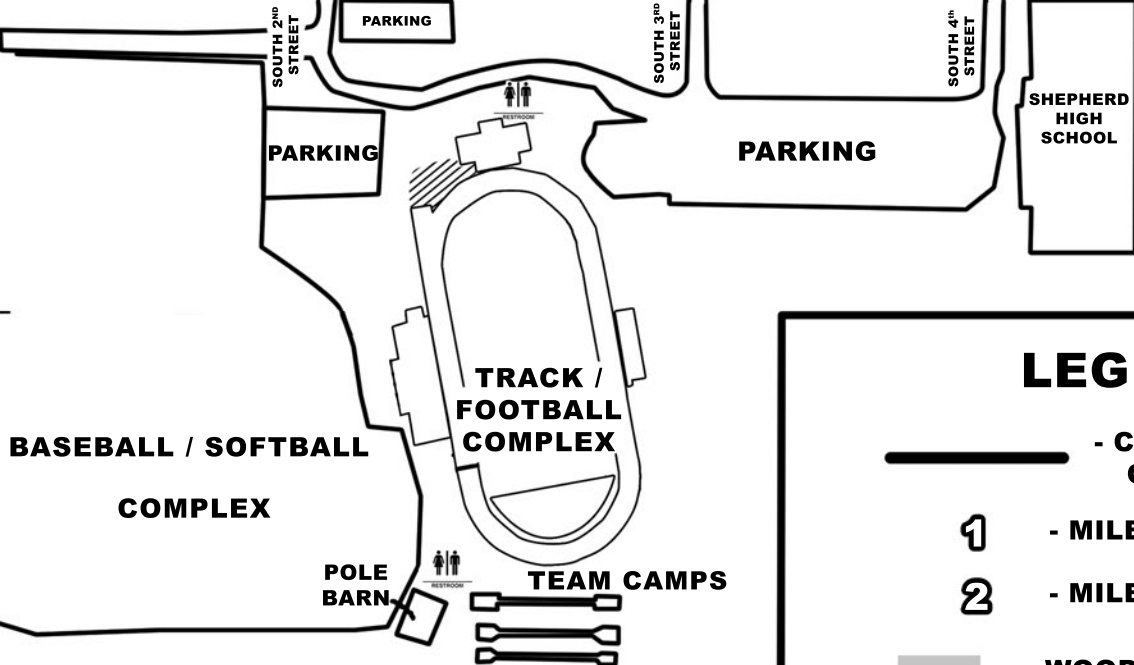 SOUTH 2ND
STREET
PARKING
SOUTH 3RD
STREET
SOUTH 4th
STREET
SHEPHERD
HIGH
SCHOOL
RESTROOM
PARKING
PARKING
TRACK /
FOOTBALL
COMPLEX
BASEBALL / SOFTBALL
COMPLEX
LEG
- C
1 - MILE
2 - MILE
POLE
BARN
RESTROOM
TEAM CAMPS